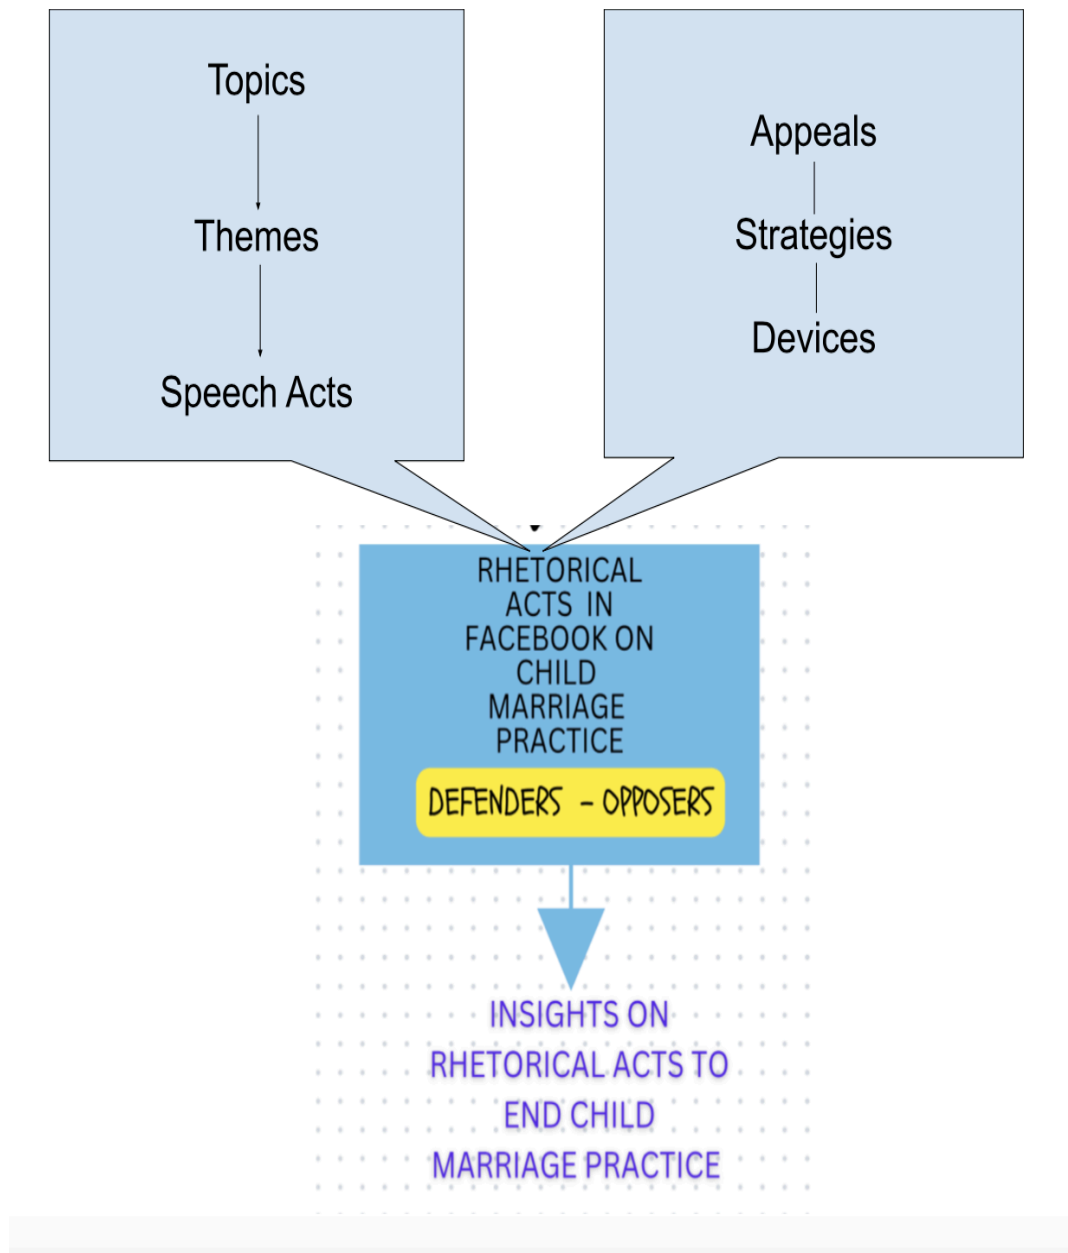 Topics
Themes
Speech Acts
Appeals
Strategies
Devices
RHETORICAL
ACTS IN
FACEBOOK ON
CHILD
MARRIAGE
PRACTICE
DEFENDERS - OPPOSERS
INSIGHTS ON
RHETORICAL ACTS TO
END CHILD
MARRIAGE PRACTICE